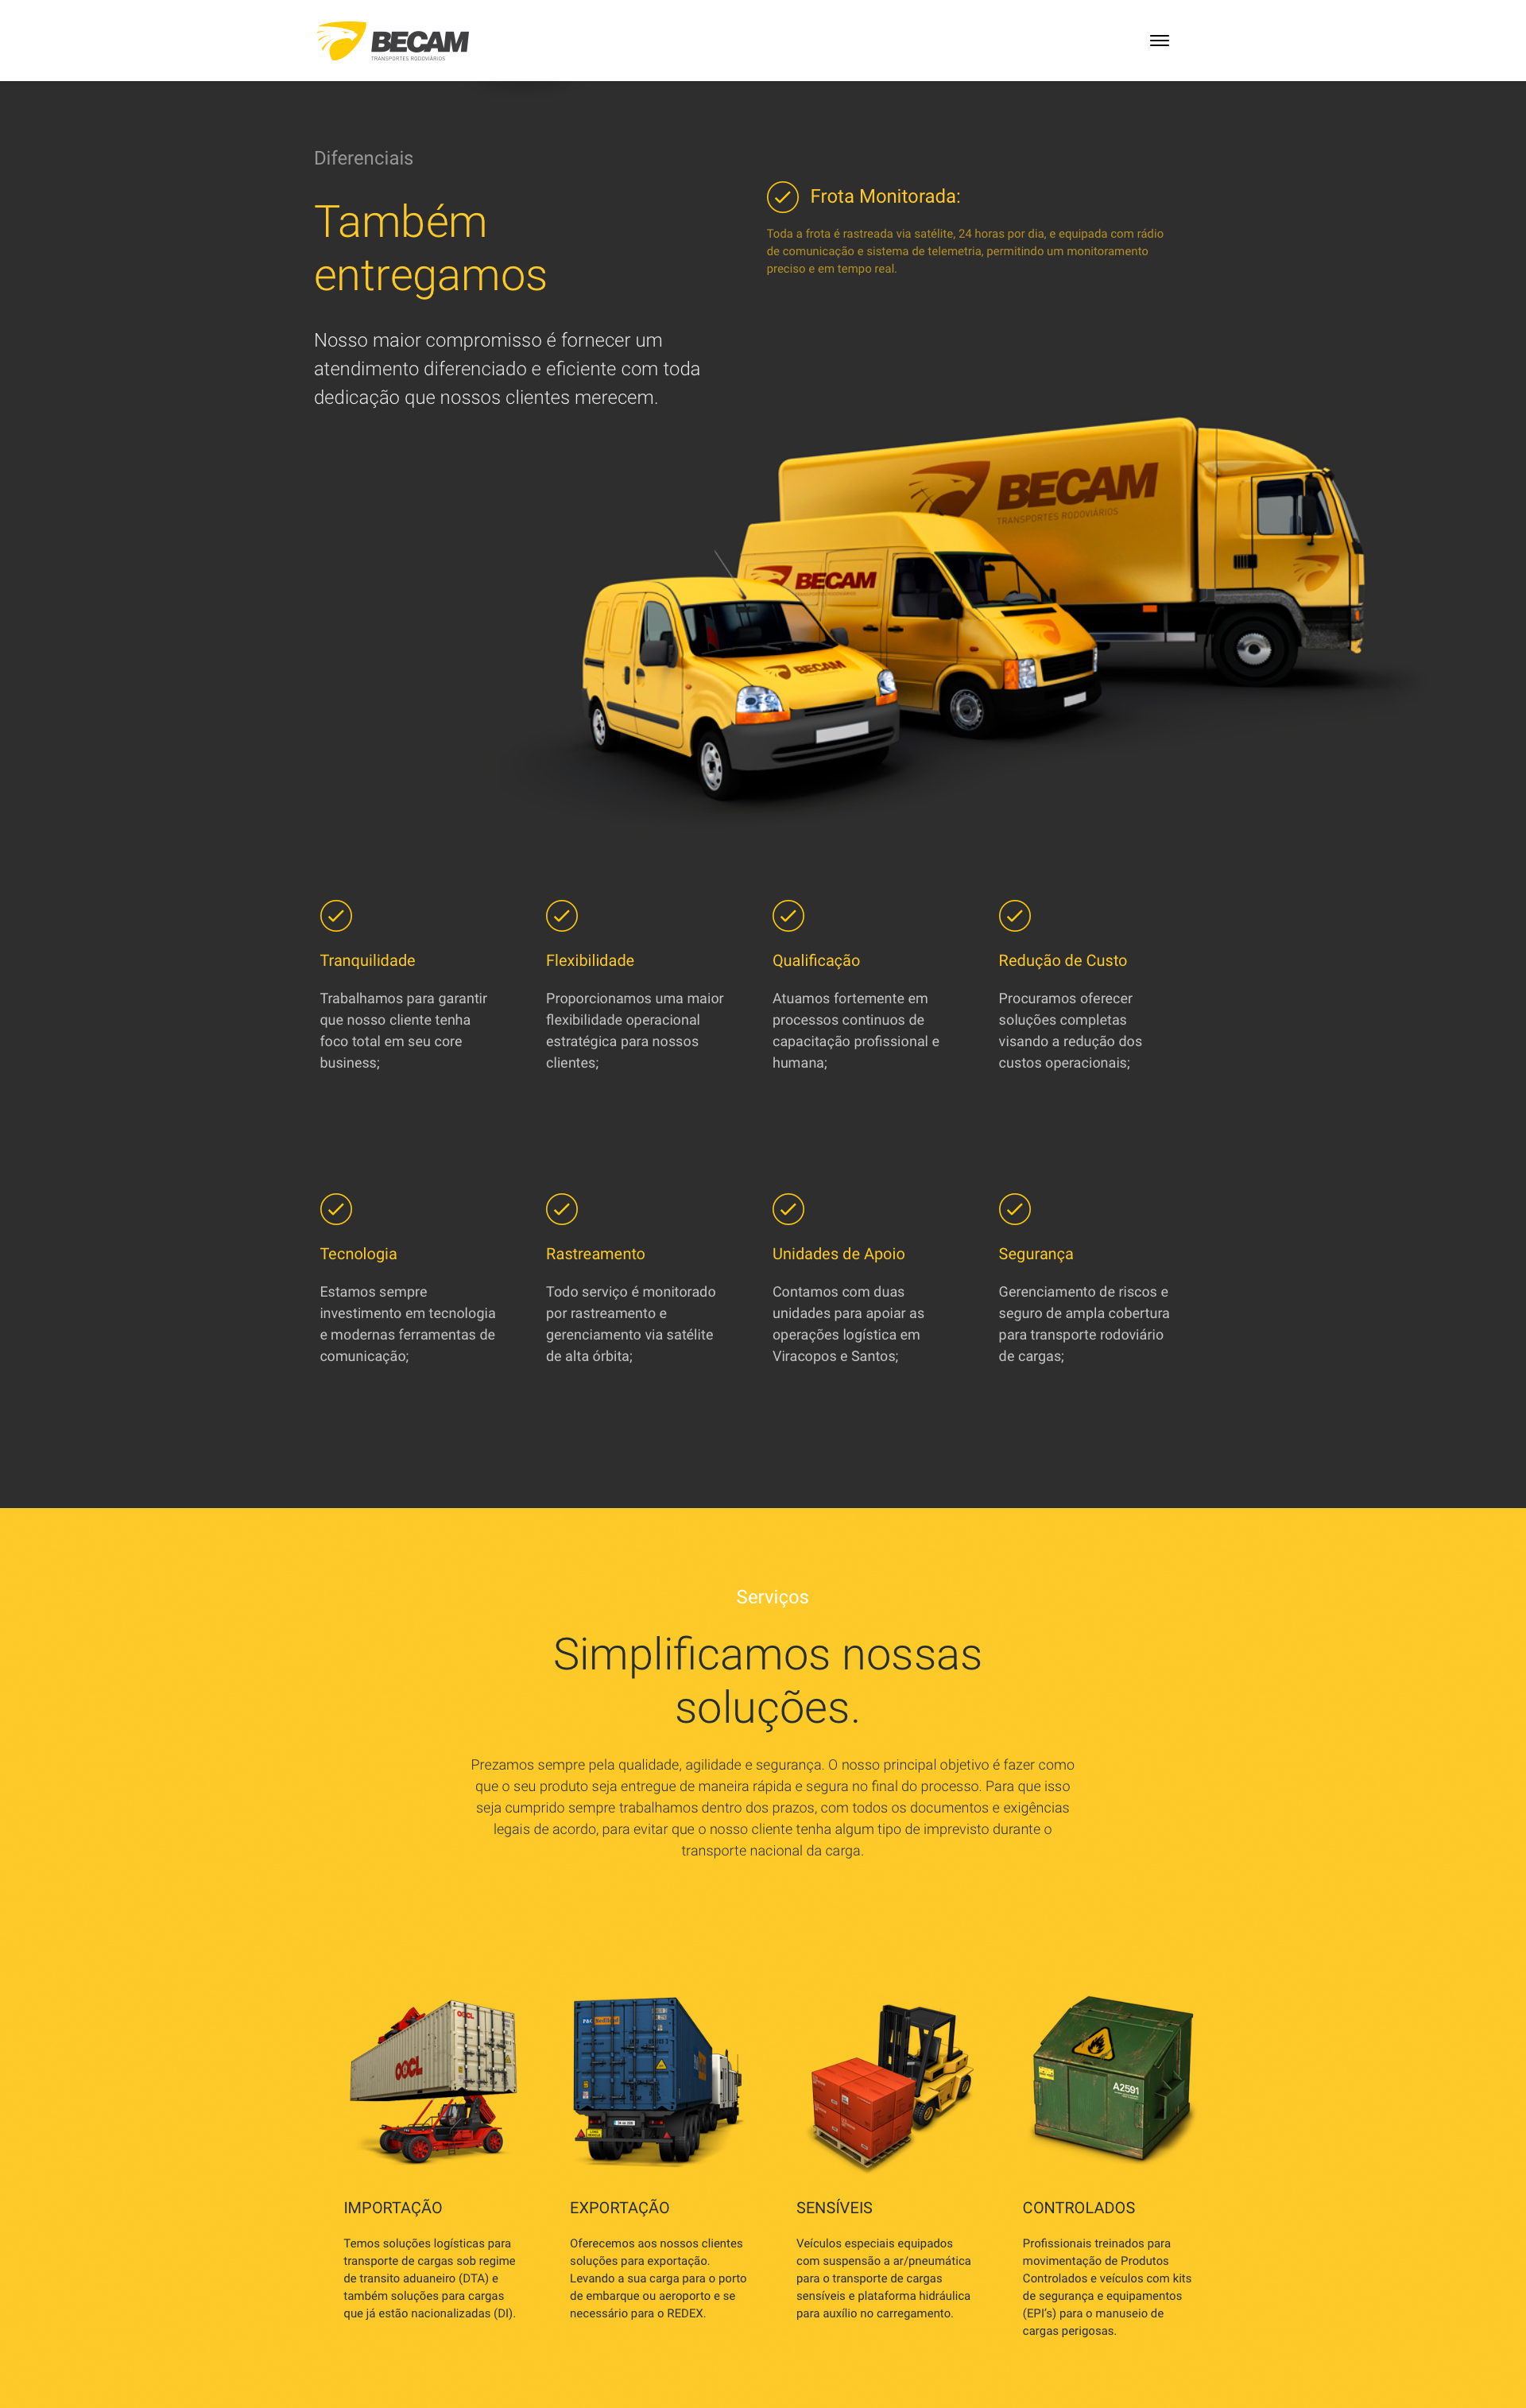 BECAM
TRANSPORTES RODOVIÁRIOS
Diferenciais
Também
entregamos
Nosso maior compromisso é fornecer um
atendimento diferenciado e eficiente com toda
dedicação que nossos clientes merecem.
Frota Monitorada:
Toda a frota é rastreada via satélite, 24 horas por dia, e equipada com rádio
de comunicação e sistema de telemetria, permitindo um monitoramento
preciso e em tempo real.
BECAM
TRANSPORTES RODOVIÁRIOS
BECAM
TRANSPORTES RODOVIÁRIOS
BECAM
Tranquilidade
Trabalhamos para garantir
que nosso cliente tenha
foco total em seu core
business;
Flexibilidade
Proporcionamos uma maior
flexibilidade operacional
estratégica para nossos
clientes;
Qualificação
Atuamos fortemente em
processos continuos de
capacitação profissional e
humana;
Redução de Custo
Procuramos oferecer
soluções completas
visando a redução dos
custos operacionais;
Tecnologia
Estamos sempre
investimento em tecnologia
e modernas ferramentas de
comunicação;
Rastreamento
Todo serviço é monitorado
por rastreamento e
gerenciamento via satélite
de alta órbita;
Unidades de Apoio
Contamos com duas
unidades para apoiar as
operações logística em
Viracopos e Santos;
Segurança
Gerenciamento de riscos e
seguro de ampla cobertura
para transporte rodoviário
de cargas;
Serviços
Simplificamos nossas
soluções.
Prezamos sempre pela qualidade, agilidade e segurança. O nosso principal objetivo é fazer como
que o seu produto seja entregue de maneira rápida e segura no final do processo. Para que isso
seja cumprido sempre trabalhamos dentro dos prazos, com todos os documentos e exigências
legais de acordo, para evitar que o nosso cliente tenha algum tipo de imprevisto durante o
transporte nacional da carga.
OOCL
OOCL
A2591
IMPORTAÇÃO
Temos soluções logísticas para
transporte de cargas sob regime
de transito aduaneiro (DTA) e
também soluções para cargas
que já estão nacionalizadas (DI).
EXPORTAÇÃO
Oferecemos aos nossos clientes
soluções para exportação.
Levando a sua carga para o porto
de embarque ou aeroporto e se
necessário para o REDEX.
SENSÍVEIS
Veículos especiais equipados
com suspensão a ar/pneumática
para o transporte de cargas
sensíveis e plataforma hidráulica
para auxílio no carregamento.
CONTROLADOS
Profissionais treinados para
movimentação de Produtos
Controlados e veículos com kits
de segurança e equipamentos
(EPI's) para o manuseio de
cargas perigosas.